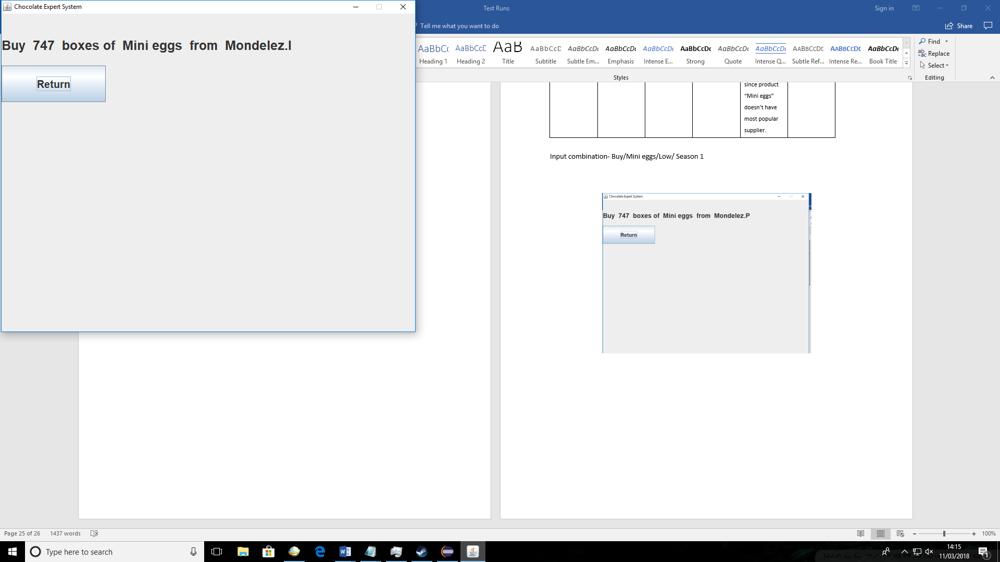 Chocolate Expert System
Buy 747 boxes of Mini eggs from Mondelez.I
Return
Test Runs
Sign in
Tell me what you want to do
Share
AaBbCc AaBbCcD AaB AaBbCcD AaBbCcDc AaBbCcDc AaBbCcDc AaBbCcDc AaBbCcDc AaBbCcDc AaBbCcDc AaBbCcDc AaBbCcDc
Heading 1 Heading 2 Title Subtitle Subtle Em... Emphasis Intense E... Strong Quote Intense Q... Subtle Ref... Intense Re... Book Title
Styles
Find
Replace
Select
Editing
since product
“Mini eggs”
doesn’t have
most popular
supplier.
Input combination- Buy/Mini eggs/Low/ Season 1
Chocolate Expert System
Buy 747 boxes of Mini eggs from Mondelez.P
Return
Page 25 of 26 1437 words
100%
Type here to search
14:15
11/03/2018
1